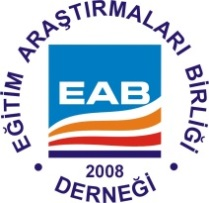 EĞİTİM ARAŞTIRMALARI BİRLİĞİ
EAB
2008
DERNEĞİ